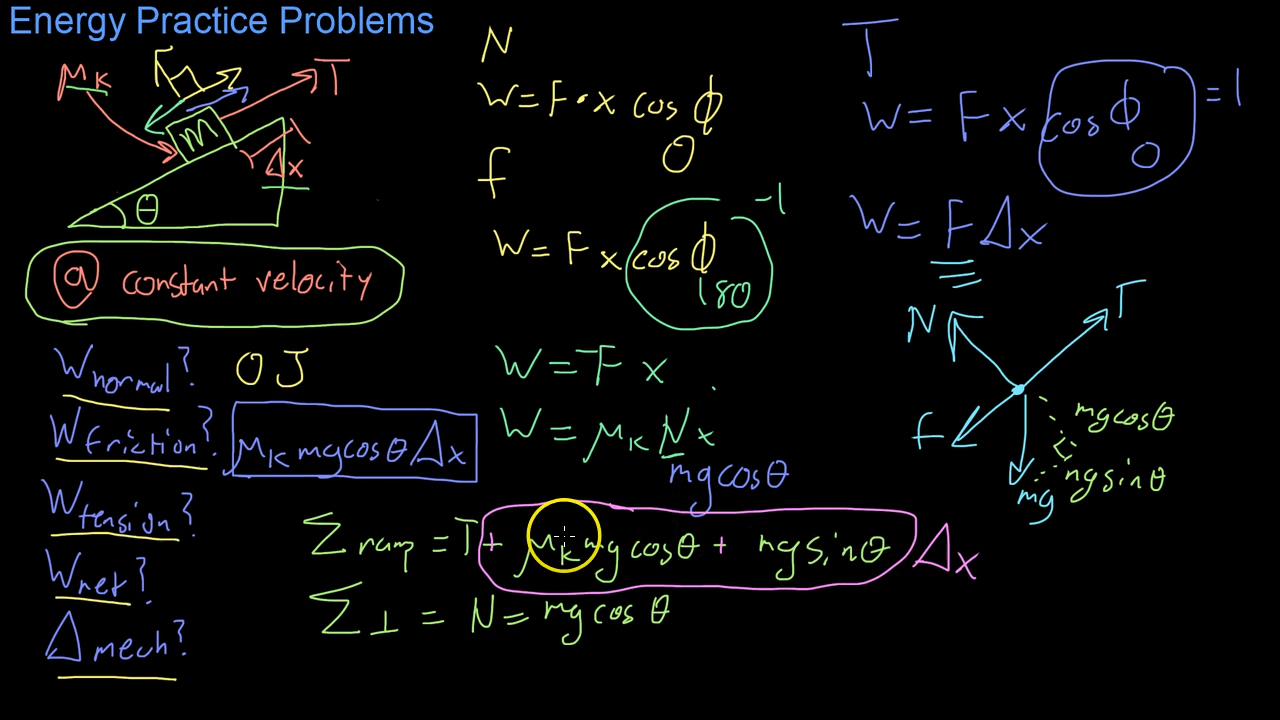 Energy Practice Problems
μK
F
T
m
Δx
θ
a constant velocity
Wnormal? 0 J
Wfriction? μK mg cos θ Δx
Wtension?
Wnet?
Δmech?
N
W = F • x cos ϕ
0
f
W = F x cos ϕ -1
180
W = -F x
W = μK N x
mg cos θ
Σ ramp = T + μK mg cos θ + mg sin θ Δx
Σ ⊥ = N = mg cos θ
T
W = F x cos ϕ = 1
0
W = F Δx
N
T
f
mg
mg cos θ
mg sin θ